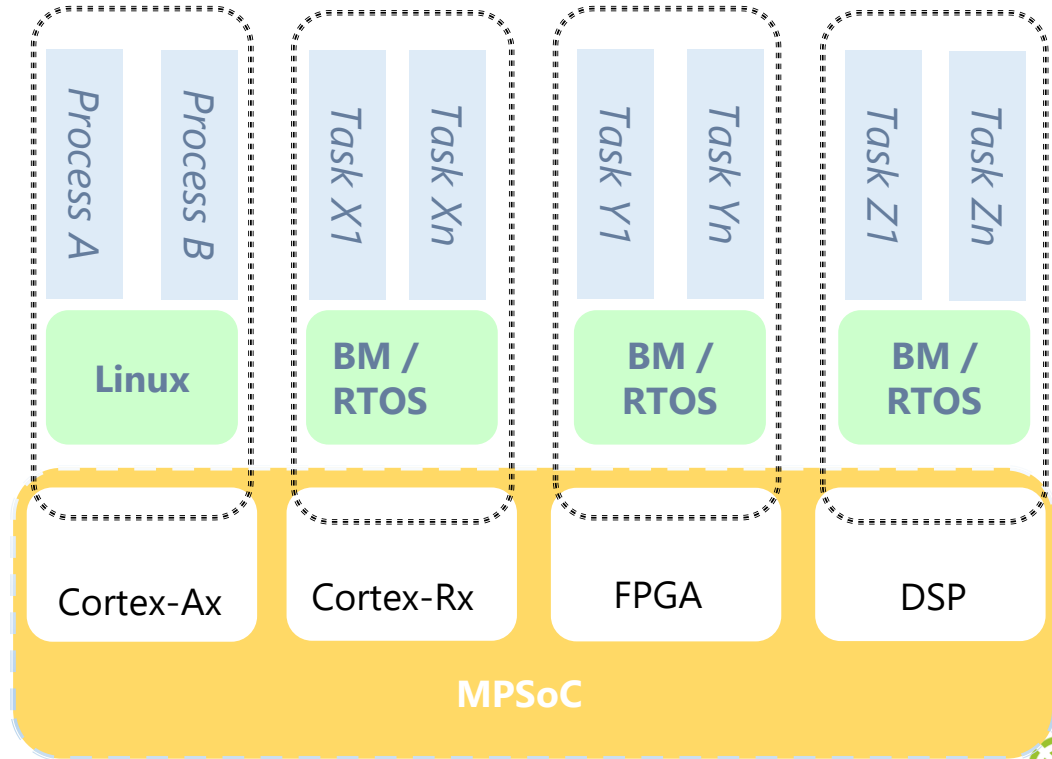 Process A
Process B
Task X1
Task Xn
Task Y1
Task Yn
Task Z1
Task Zn
Linux
BM /
RTOS
BM /
RTOS
BM /
RTOS
Cortex-Ax
Cortex-Rx
FPGA
DSP
MPSoC